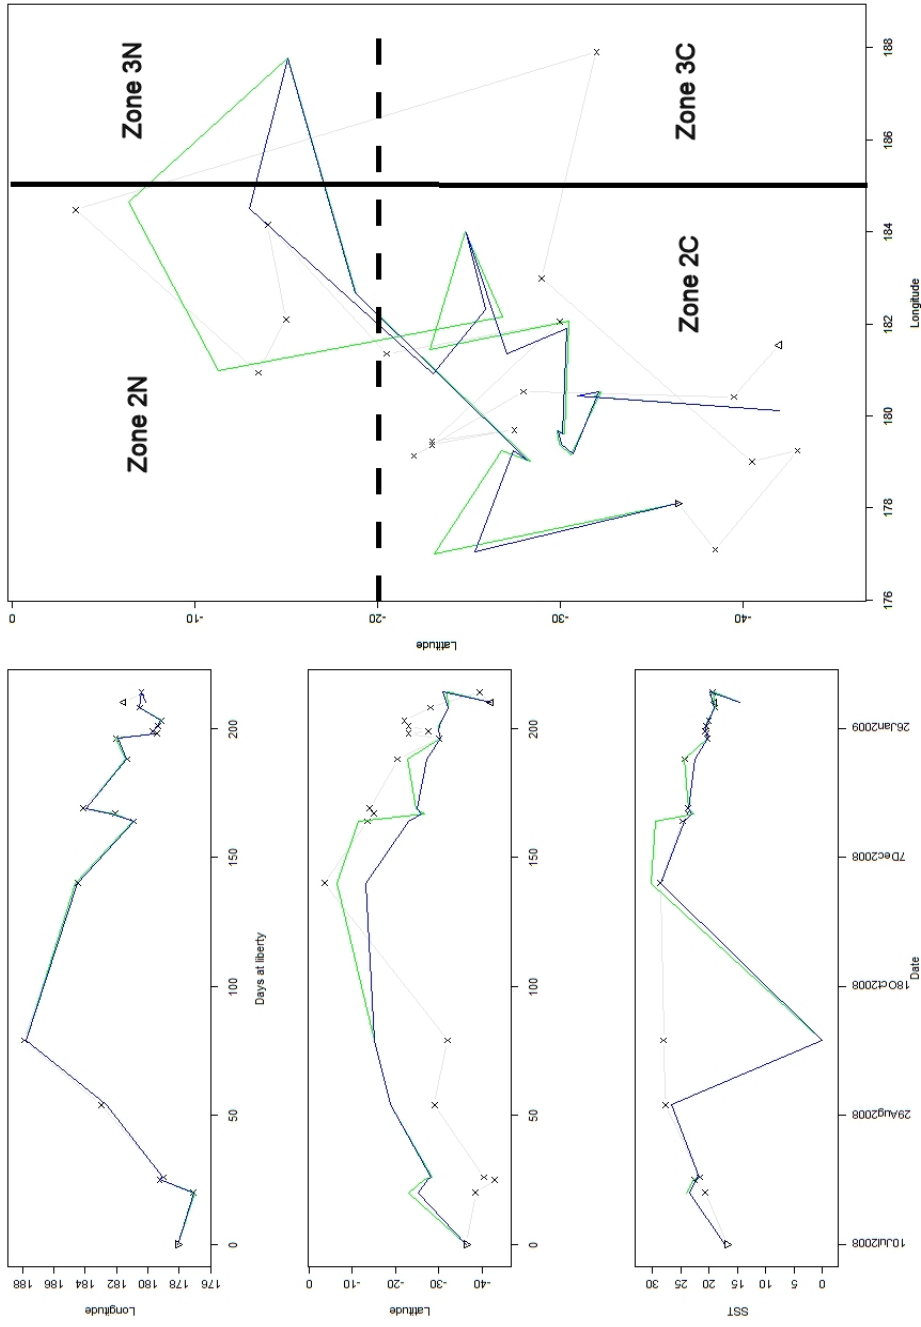 Zone 3N
Zone 3C
Zone 2N
Zone 2C
188
186
184
182
180
178
176
Longitude
0
-10
-20
-30
-40
Latitude
200
150
100
50
0
Days at liberty
188
186
184
182
180
178
176
Longitude
200
150
100
50
0
0
-10
-20
-30
-40
Latitude
26Jan2009
7Dec2008
18Oct2008
29Aug2008
10Jul2008
Date
30
25
20
15
10
5
0
SST